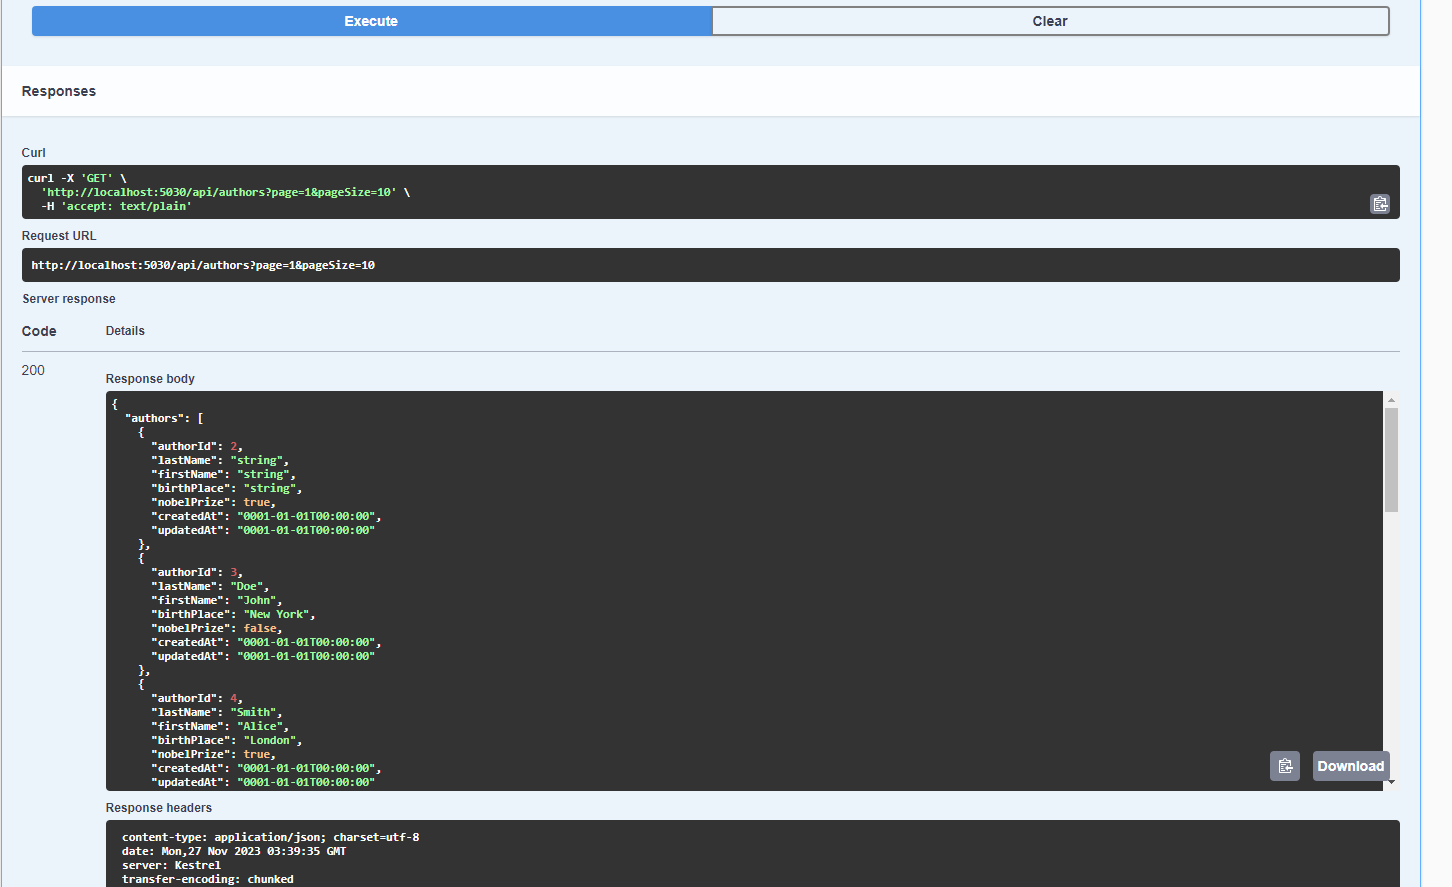 Execute
Clear
Responses
Curl
curl -X 'GET' \
  'http://localhost:5030/api/authors?page=1&pageSize=10' \
  -H 'accept: text/plain'
Request URL
http://localhost:5030/api/authors?page=1&pageSize=10
Server response
Code Details
200
Response body
{
  "authors": [
    {
      "authorId": 2,
      "lastName": "string",
      "firstName": "string",
      "birthPlace": "string",
      "nobelPrize": true,
      "createdAt": "0001-01-01T00:00:00",
      "updatedAt": "0001-01-01T00:00:00"
    },
    {
      "authorId": 3,
      "lastName": "Doe",
      "firstName": "John",
      "birthPlace": "New York",
      "nobelPrize": false,
      "createdAt": "0001-01-01T00:00:00",
      "updatedAt": "0001-01-01T00:00:00"
    },
    {
      "authorId": 4,
      "lastName": "Smith",
      "firstName": "Alice",
      "birthPlace": "London",
      "nobelPrize": true,
      "createdAt": "0001-01-01T00:00:00",
      "updatedAt": "0001-01-01T00:00:00"
Download
Response headers
content-type: application/json; charset=utf-8
date: Mon,27 Nov 2023 03:39:35 GMT
server: Kestrel
transfer-encoding: chunked